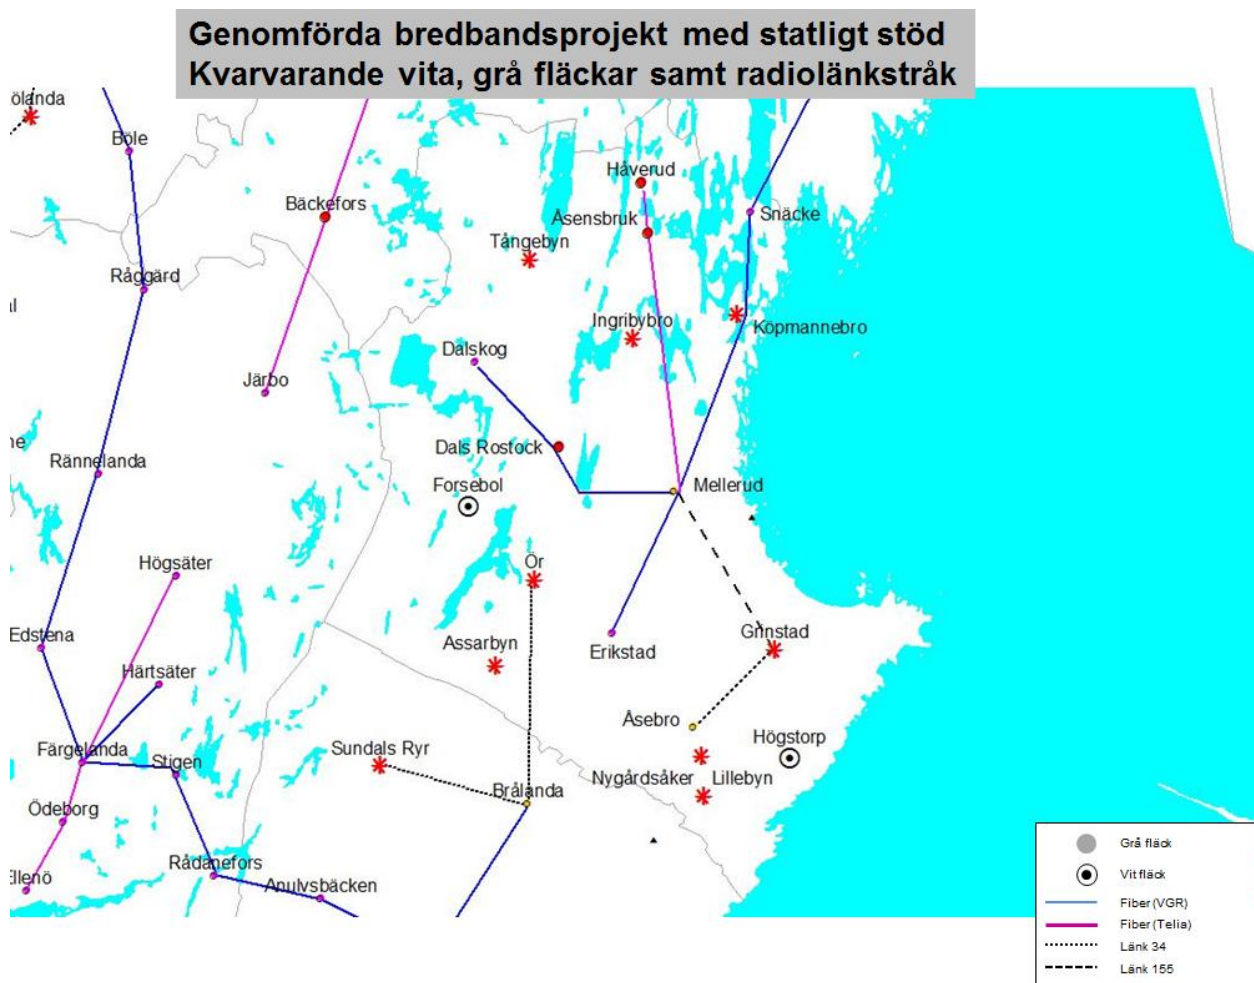 Genomförda bredbandsprojekt med statligt stöd
Kvarvarande vita, grå fläckar samt radiolänkstråk
ölanda
Böle
Håverud
Bäckefors
Åsensbruk
Snäcke
Tångebyn
Råggärd
al
Ingribybro
Köpmannebro
Dalskog
Järbo
ne
Dals Rostock
Rännelanda
Mellerud
Forsebol
Högsäter
Ör
Edstena
Assarbyn
Erikstad
Grinstad
Härtsäter
Åsebro
Högstorp
Färgelanda
Stigen
Sundals Ryr
Nygårdsåker
Lillebyn
Brålanda
Ödeborg
Rådanefors
Ellenö
Anulvsbäcken
Grå fläck
Vit fläck
Fiber (VGR)
Fiber (Telia)
Länk 34
Länk 155